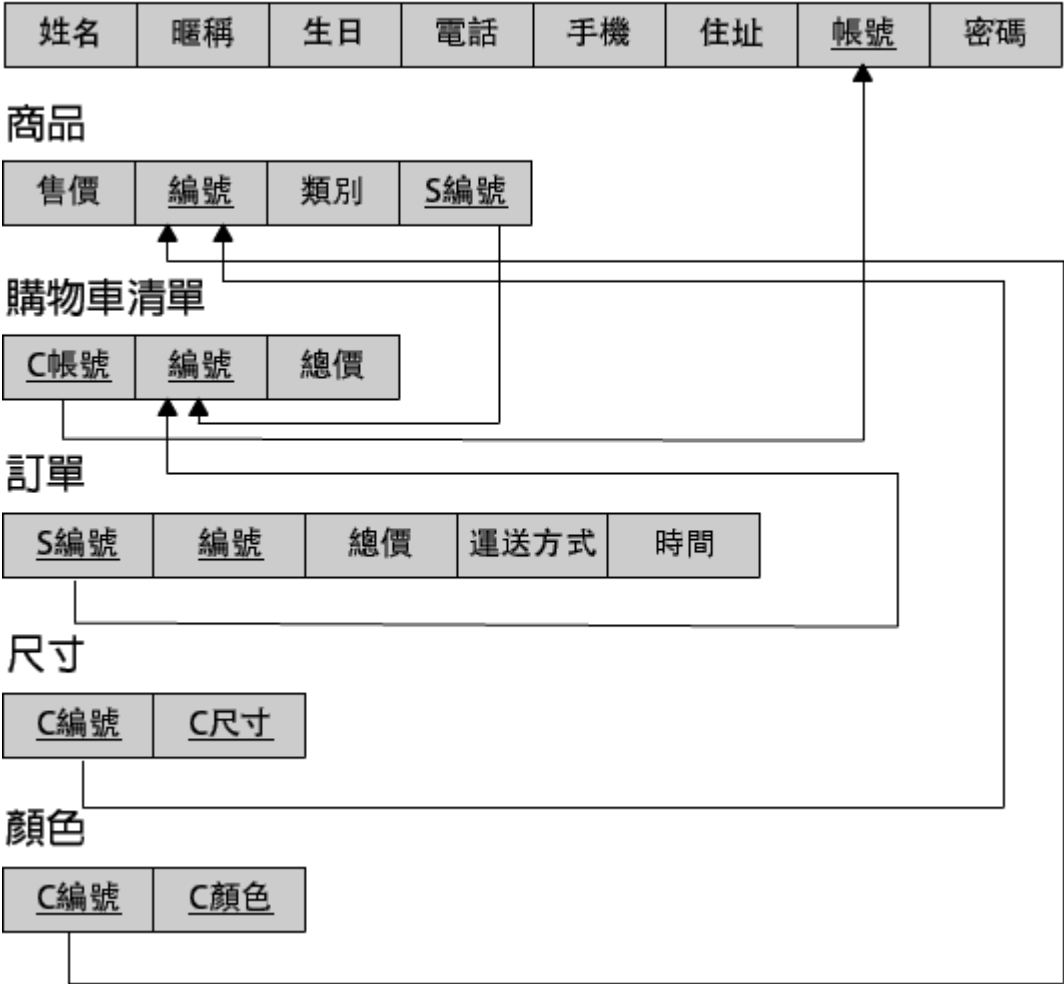 姓名 暱稱 生日 電話 手機 住址 帳號 密碼
商品
售價 編號 類別 S編號
購物車清單
C帳號 編號 總價
訂單
S編號 編號 總價 運送方式 時間
尺寸
C編號 C尺寸
顏色
C編號 C顏色